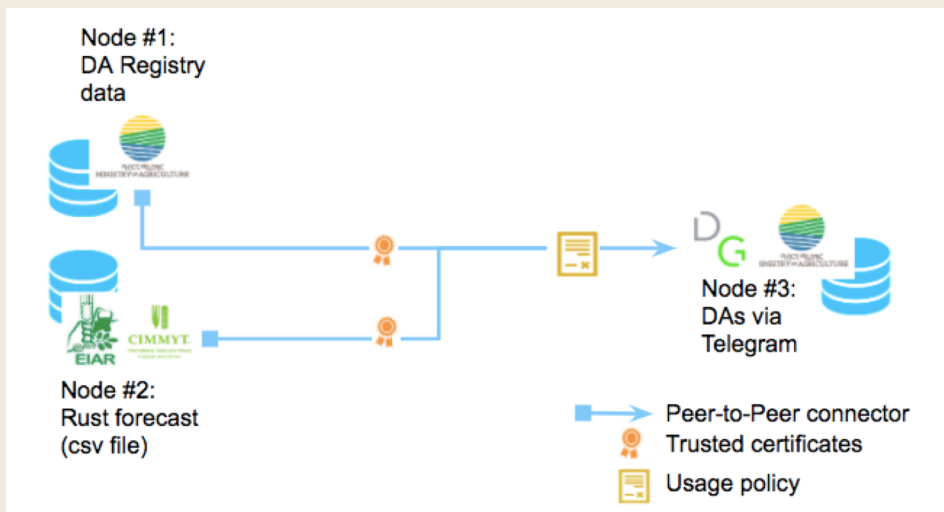 Node #1:
DA Registry
data
MINISTRY OF AGRICULTURE
EIAR
CIMMYT
Node #2:
Rust forecast
(csv file)
DG
MINISTRY OF AGRICULTURE
Node #3:
DAs via
Telegram
Peer-to-Peer connector
Trusted certificates
Usage policy